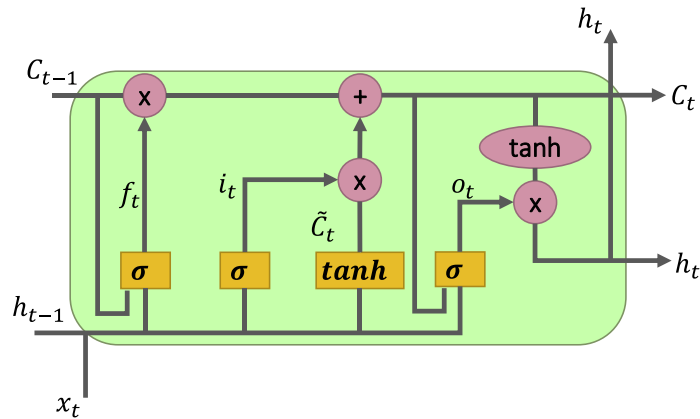 h_t
C_{t-1}
x
+
C_t
tanh
f_t
i_t
x
o_t
x
C̃_t
σ
σ
tanh
σ
h_t
h_{t-1}
x_t